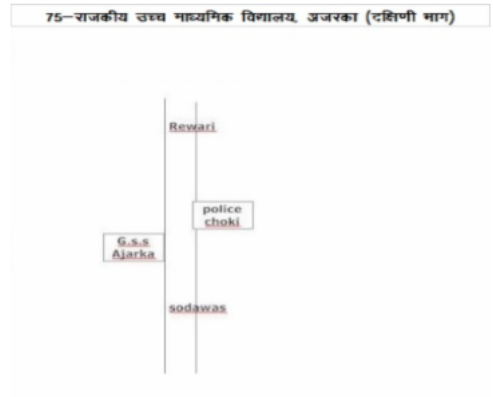 75–राजकीय उच्च माध्यमिक विद्यालय, अजरका (दक्षिणी भाग)
Rewari
police
choki
G.s.s
Ajarka
sodawas